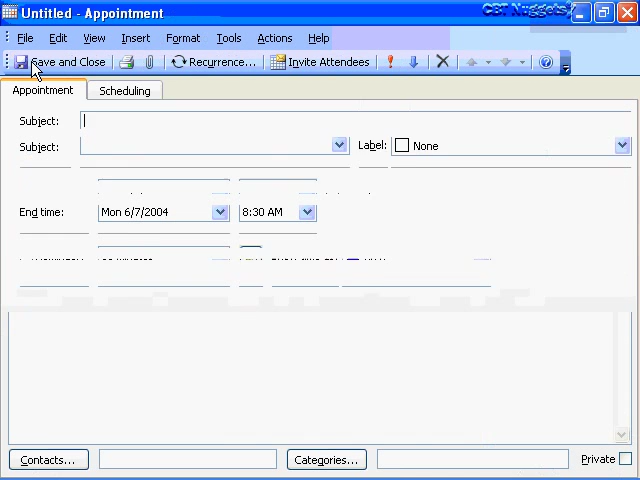 Untitled - Appointment
CBT Nuggets
File Edit View Insert Format Tools Actions Help
Save and Close Recurrence... Invite Attendees
Appointment Scheduling
Subject:
Subject: Label: None
End time: Mon 6/7/2004 8:30 AM
Contacts... Categories... Private